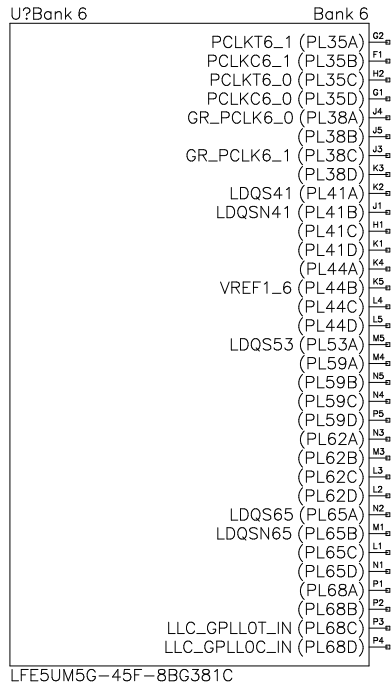 U?Bank 6 Bank 6
PCLKT6_1 (PL35A) G2
PCLKC6_1 (PL35B) F1
PCLKT6_0 (PL35C) H2
PCLKC6_0 (PL35D) G1
GR_PCLK6_0 (PL38A) J4
(PL38B) J5
GR_PCLK6_1 (PL38C) J3
(PL38D) K3
LDQS41 (PL41A) K2
LDQSN41 (PL41B) J1
(PL41C) H1
(PL41D) K1
(PL44A) K4
VREF1_6 (PL44B) K5
(PL44C) L4
(PL44D) L5
LDQS53 (PL53A) M5
(PL59A) M4
(PL59B) N5
(PL59C) N4
(PL59D) P5
(PL62A) N3
(PL62B) M3
(PL62C) L3
(PL62D) L2
LDQS65 (PL65A) N2
LDQSN65 (PL65B) M1
(PL65C) L1
(PL65D) N1
(PL68A) P1
(PL68B) P2
LLC_GPLL0T_IN (PL68C) P3
LLC_GPLL0C_IN (PL68D) P4
LFE5UM5G-45F-8BG381C